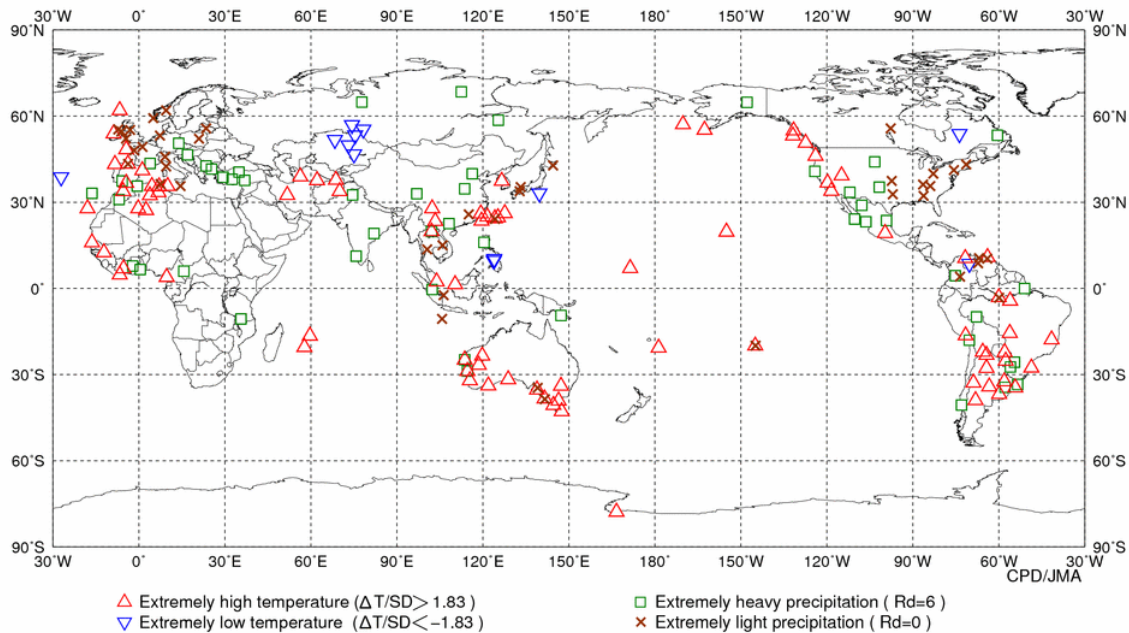 30°W 0° 30°E 60°E 90°E 120°E 150°E 180° 150°W 120°W 90°W 60°W 30°W
90°N 90°N
60°N 60°N
30°N 30°N
0° 0°
30°S 30°S
60°S 60°S
90°S 90°S
30°W 0° 30°E 60°E 90°E 120°E 150°E 180° 150°W 120°W 90°W 60°W 30°W
CPD/JMA
Extremely high temperature (ΔT/SD>1.83) Extremely heavy precipitation ( Rd=6 )
Extremely low temperature (ΔT/SD<−1.83) Extremely light precipitation ( Rd=0 )